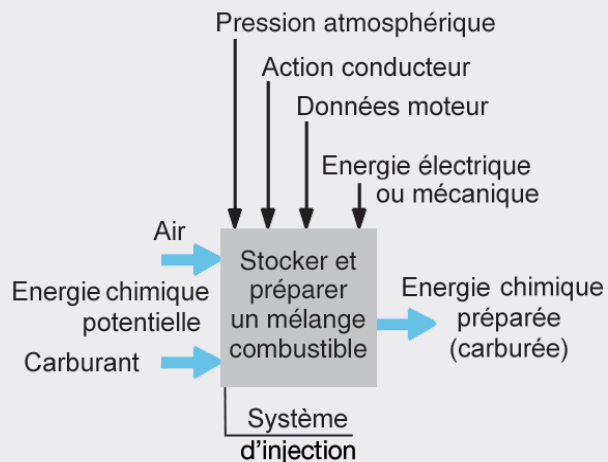 Pression atmosphérique
Action conducteur
Données moteur
Energie électrique
ou mécanique
Air
Energie chimique
potentielle
Carburant
Stocker et
préparer
un mélange
combustible
Energie chimique
préparée
(carburée)
Système
d'injection